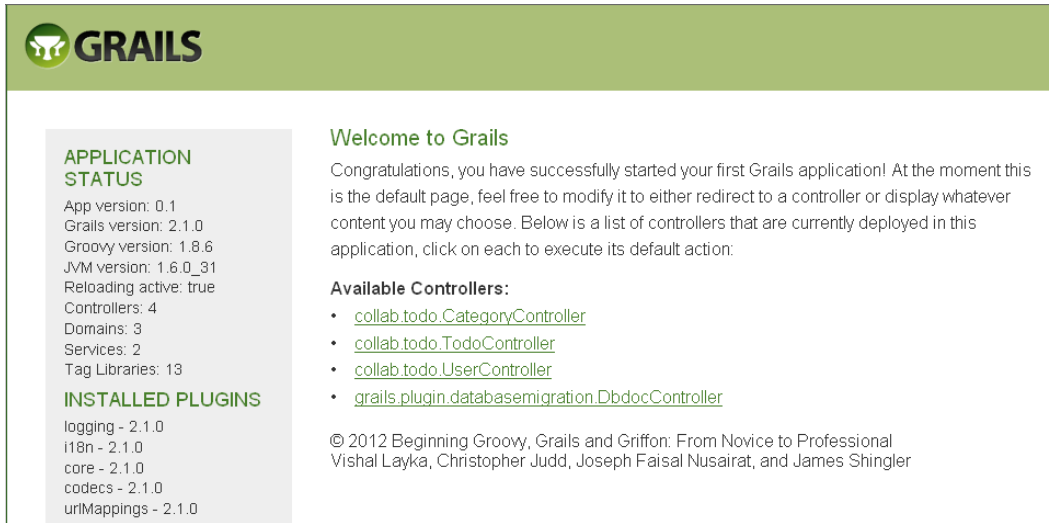 GRAILS
APPLICATION
STATUS
App version: 0.1
Grails version: 2.1.0
Groovy version: 1.8.6
JVM version: 1.6.0_31
Reloading active: true
Controllers: 4
Domains: 3
Services: 2
Tag Libraries: 13
INSTALLED PLUGINS
logging - 2.1.0
i18n - 2.1.0
core - 2.1.0
codecs - 2.1.0
urlMappings - 2.1.0
Welcome to Grails
Congratulations, you have successfully started your first Grails application! At the moment this
is the default page, feel free to modify it to either redirect to a controller or display whatever
content you may choose. Below is a list of controllers that are currently deployed in this
application, click on each to execute its default action:
Available Controllers:
• collab.todo.CategoryController
• collab.todo.TodoController
• collab.todo.UserController
• grails.plugin.databasemigration.DbdocController
© 2012 Beginning Groovy, Grails and Griffon: From Novice to Professional
Vishal Layka, Christopher Judd, Joseph Faisal Nusairat, and James Shingler